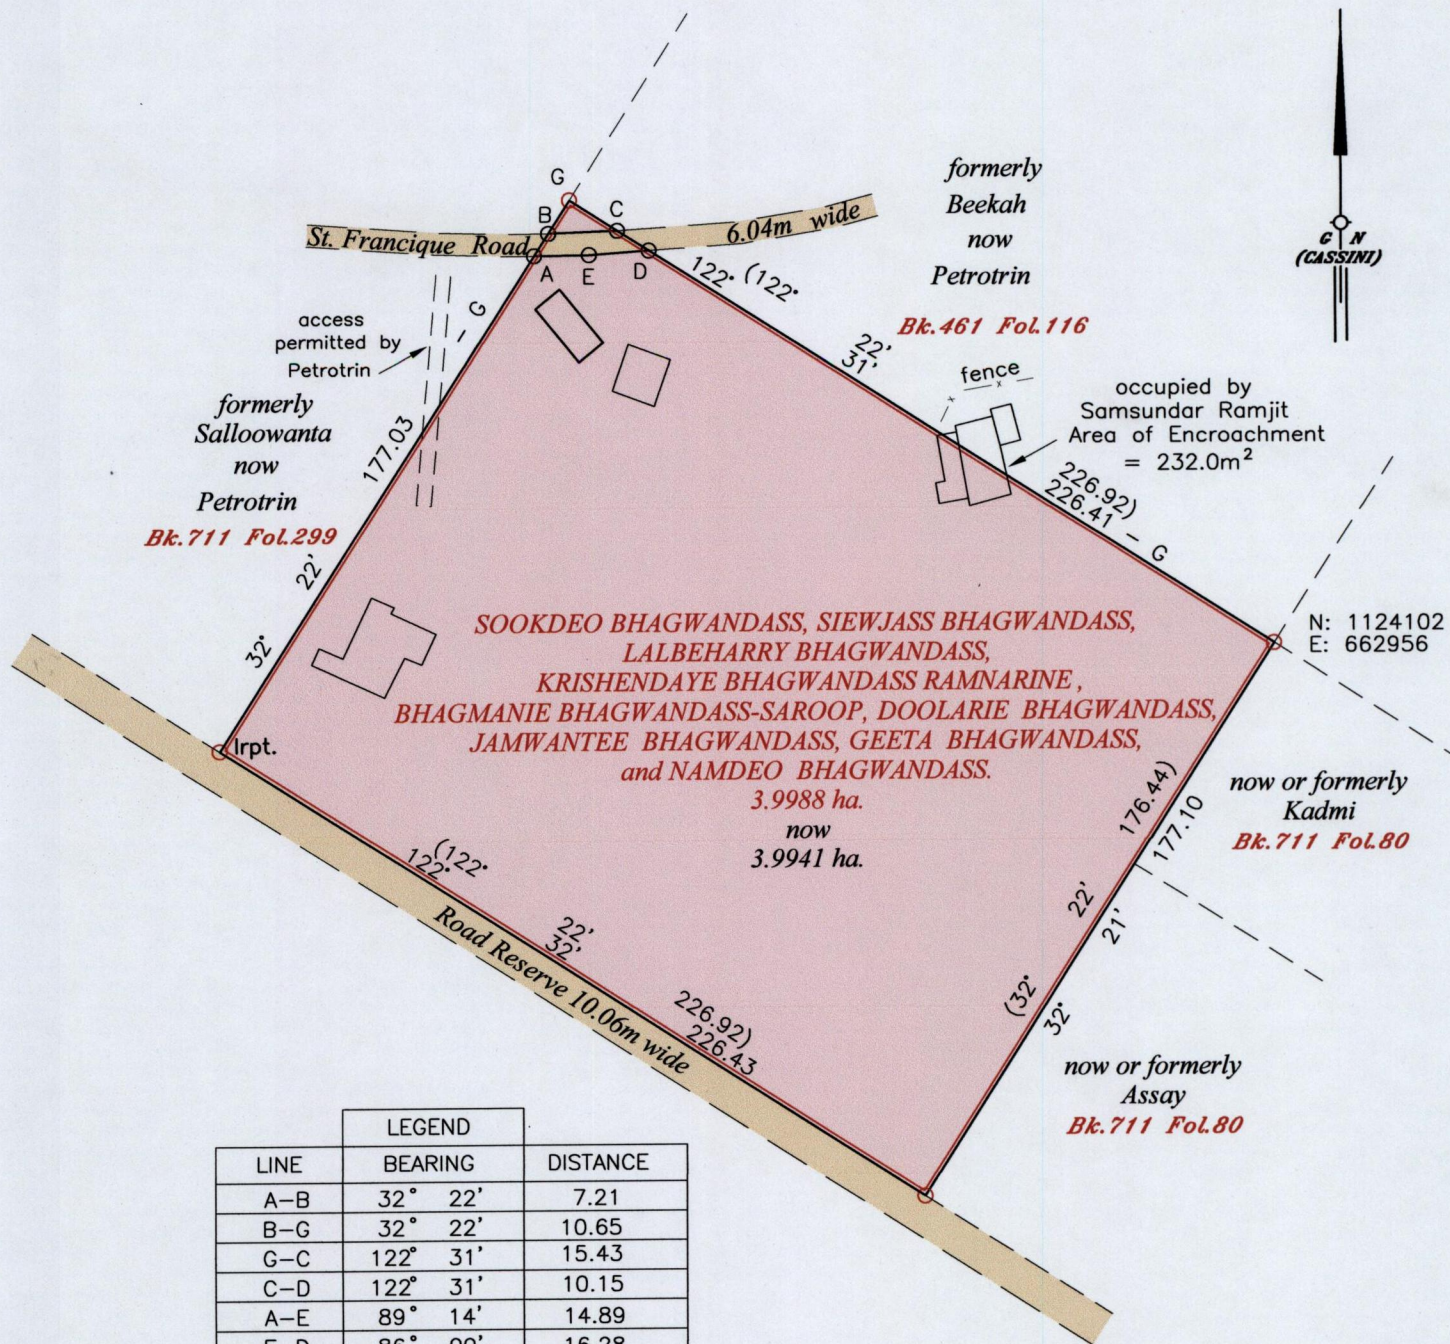 G
B
C
St. Francique Road
6.04m wide
A
E
D
formerly
Beekah
now
Petrotrin
Bk.461 Fol.116
G N
(CASSINI)
122° (122°
22'
31'
226.92)
226.41 - G
access
permitted by
Petrotrin
fence
x x
occupied by
Samsundar Ramjit
Area of Encroachment
= 232.0m²
formerly
Salloowanta
now
Petrotrin
Bk.711 Fol.299
32° 22' 177.03 - G
N: 1124102
E: 662956
SOOKDEO BHAGWANDASS, SIEWJASS BHAGWANDASS,
LALBEHARRY BHAGWANDASS,
KRISHENDAYE BHAGWANDASS RAMNARINE ,
BHAGMANIE BHAGWANDASS-SAROOP, DOOLARIE BHAGWANDASS,
JAMWANTEE BHAGWANDASS, GEETA BHAGWANDASS,
and NAMDEO BHAGWANDASS.
3.9988 ha.
now
3.9941 ha.
Irpt.
now or formerly
Kadmi
Bk.711 Fol.80
(32° 22' 176.44)
32° 21' 177.10
(122° 22' 226.92)
122° 32' 226.43
Road Reserve 10.06m wide
now or formerly
Assay
Bk.711 Fol.80
LEGEND
LINE BEARING DISTANCE
A-B 32° 22' 7.21
B-G 32° 22' 10.65
G-C 122° 31' 15.43
C-D 122° 31' 10.15
A-E 89° 14' 14.89